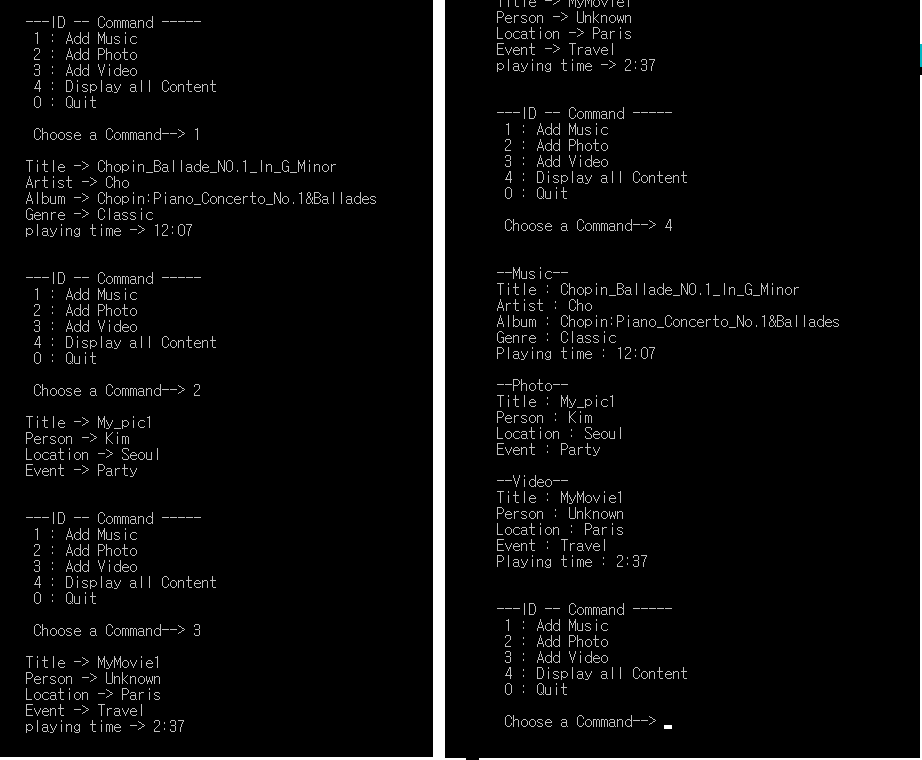 ---ID -- Command -----
1 : Add Music
2 : Add Photo
3 : Add Video
4 : Display all Content
0 : Quit
Choose a Command--> 1
Title -> Chopin_Ballade_NO.1_In_G_Minor
Artist -> Cho
Album -> Chopin:Piano_Concerto_No.1&Ballades
Genre -> Classic
playing time -> 12:07
---ID -- Command -----
1 : Add Music
2 : Add Photo
3 : Add Video
4 : Display all Content
0 : Quit
Choose a Command--> 2
Title -> My_pic1
Person -> Kim
Location -> Seoul
Event -> Party
---ID -- Command -----
1 : Add Music
2 : Add Photo
3 : Add Video
4 : Display all Content
0 : Quit
Choose a Command--> 3
Title -> MyMovie1
Person -> Unknown
Location -> Paris
Event -> Travel
playing time -> 2:37
Title -> MyMovie1
Person -> Unknown
Location -> Paris
Event -> Travel
playing time -> 2:37
---ID -- Command -----
1 : Add Music
2 : Add Photo
3 : Add Video
4 : Display all Content
0 : Quit
Choose a Command--> 4
--Music--
Title : Chopin_Ballade_NO.1_In_G_Minor
Artist : Cho
Album : Chopin:Piano_Concerto_No.1&Ballades
Genre : Classic
Playing time : 12:07
--Photo--
Title : My_pic1
Person : Kim
Location : Seoul
Event : Party
--Video--
Title : MyMovie1
Person : Unknown
Location : Paris
Event : Travel
Playing time : 2:37
---ID -- Command -----
1 : Add Music
2 : Add Photo
3 : Add Video
4 : Display all Content
0 : Quit
Choose a Command-->